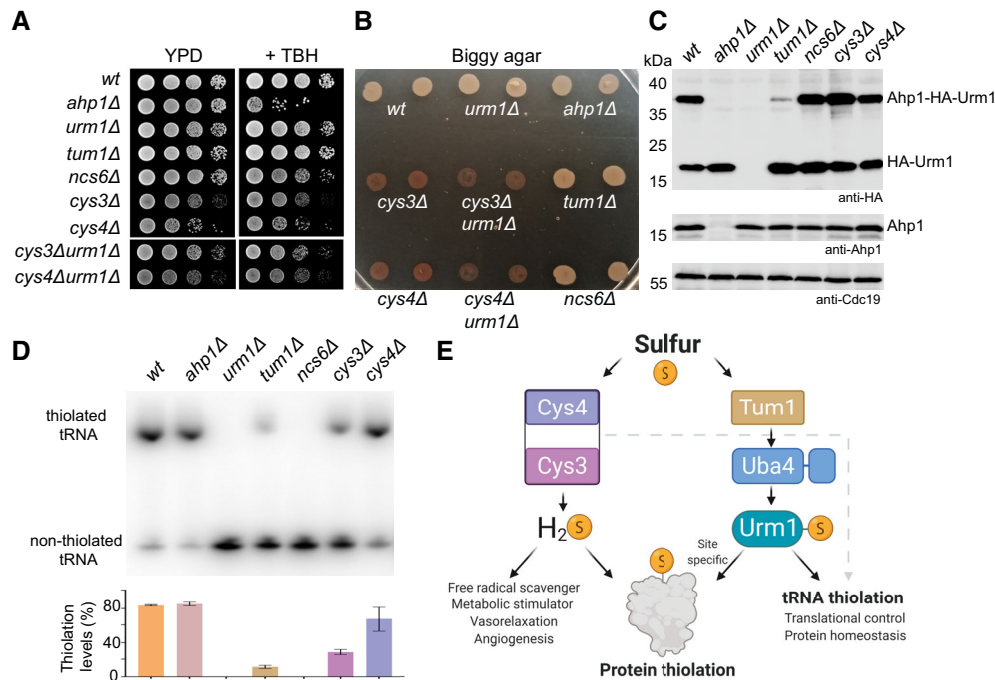 A
YPD
+ TBH
wt
ahp1Δ
urm1Δ
tum1Δ
ncs6Δ
cys3Δ
cys4Δ
cys3Δurm1Δ
cys4Δurm1Δ
B
Biggy agar
wt
urm1Δ
ahp1Δ
cys3Δ
cys3Δ
urm1Δ
tum1Δ
cys4Δ
cys4Δ
urm1Δ
ncs6Δ
C
wt
ahp1Δ
urm1Δ
tum1Δ
ncs6Δ
cys3Δ
cys4Δ
kDa
40
35
25
15
Ahp1-HA-Urm1
HA-Urm1
anti-HA
15
Ahp1
anti-Ahp1
55
anti-Cdc19
D
wt
ahp1Δ
urm1Δ
tum1Δ
ncs6Δ
cys3Δ
cys4Δ
thiolated
tRNA
non-thiolated
tRNA
Thiolation
levels (%)
80
40
0
E
Sulfur
S
Cys4
Cys3
H2S
Tum1
Uba4
Urm1
S
Site
specific
S
Free radical scavenger
Metabolic stimulator
Vasorelaxation
Angiogenesis
Protein thiolation
tRNA thiolation
Translational control
Protein homeostasis